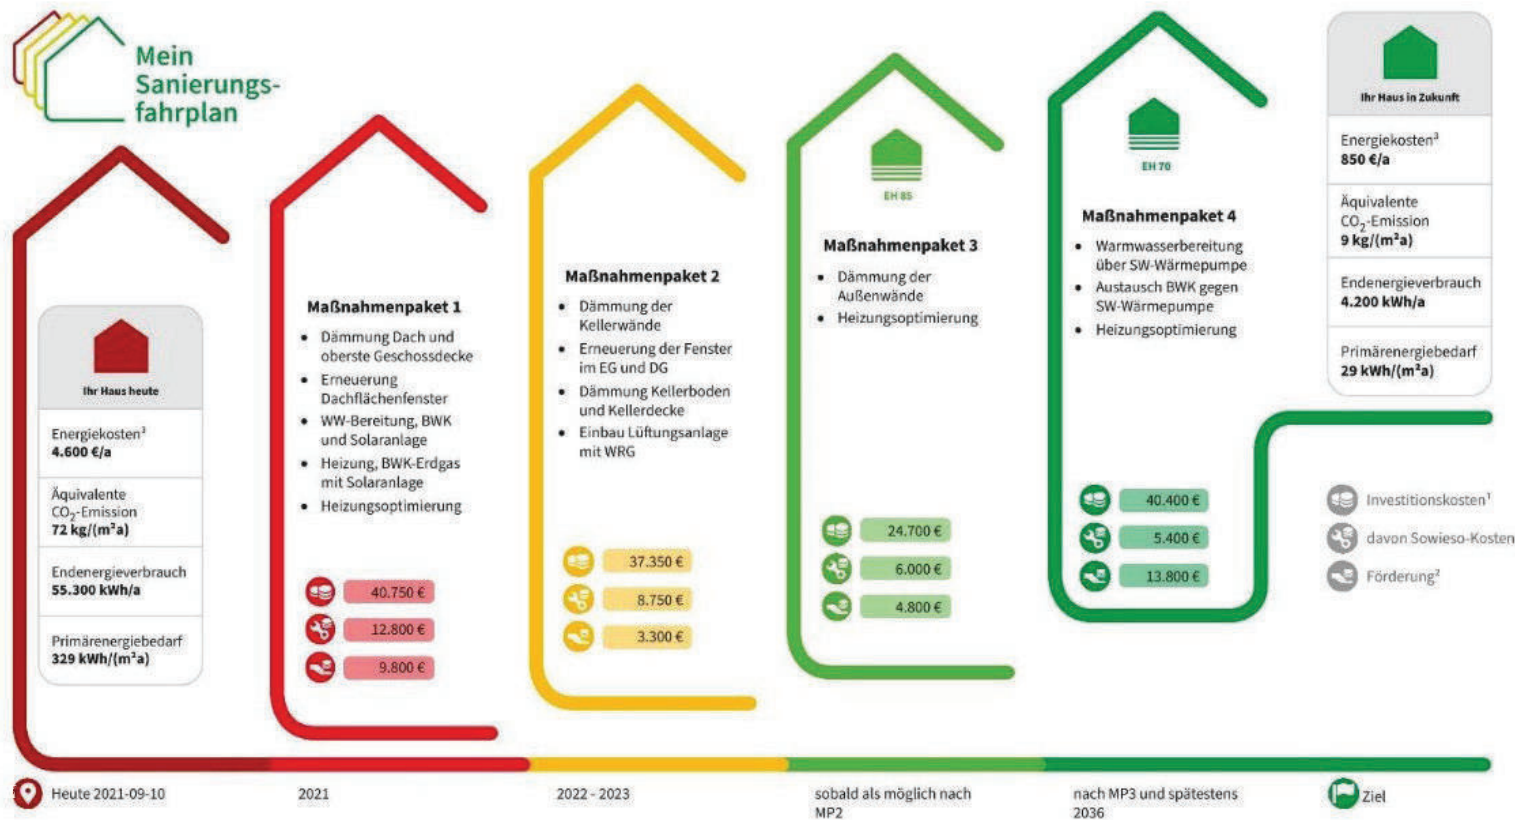 Mein
Sanierungs-
fahrplan
Ihr Haus heute
Energiekosten³
4.600 €/a
Äquivalente
CO₂-Emission
72 kg/(m²a)
Endenergieverbrauch
55.300 kWh/a
Primärenergiebedarf
329 kWh/(m²a)
Maßnahmenpaket 1
• Dämmung Dach und
oberste Geschossdecke
• Erneuerung
Dachflächenfenster
• WW-Bereitung, BWK
und Solaranlage
• Heizung, BWK-Erdgas
mit Solaranlage
• Heizungsoptimierung
40.750 €
12.800 €
9.800 €
Maßnahmenpaket 2
• Dämmung der
Kellerwände
• Erneuerung der Fenster
im EG und DG
• Dämmung Kellerboden
und Kellerdecke
• Einbau Lüftungsanlage
mit WRG
37.350 €
8.750 €
3.300 €
EH 85
Maßnahmenpaket 3
• Dämmung der
Außenwände
• Heizungsoptimierung
24.700 €
6.000 €
4.800 €
EH 70
Maßnahmenpaket 4
• Warmwasserbereitung
über SW-Wärmepumpe
• Austausch BWK gegen
SW-Wärmepumpe
• Heizungsoptimierung
40.400 €
5.400 €
13.800 €
Ihr Haus in Zukunft
Energiekosten³
850 €/a
Äquivalente
CO₂-Emission
9 kg/(m²a)
Endenergieverbrauch
4.200 kWh/a
Primärenergiebedarf
29 kWh/(m²a)
Investitionskosten¹
davon Sowieso-Kosten
Förderung²
Heute 2021-09-10
2021
2022 - 2023
sobald als möglich nach
MP2
nach MP3 und spätestens
2036
Ziel